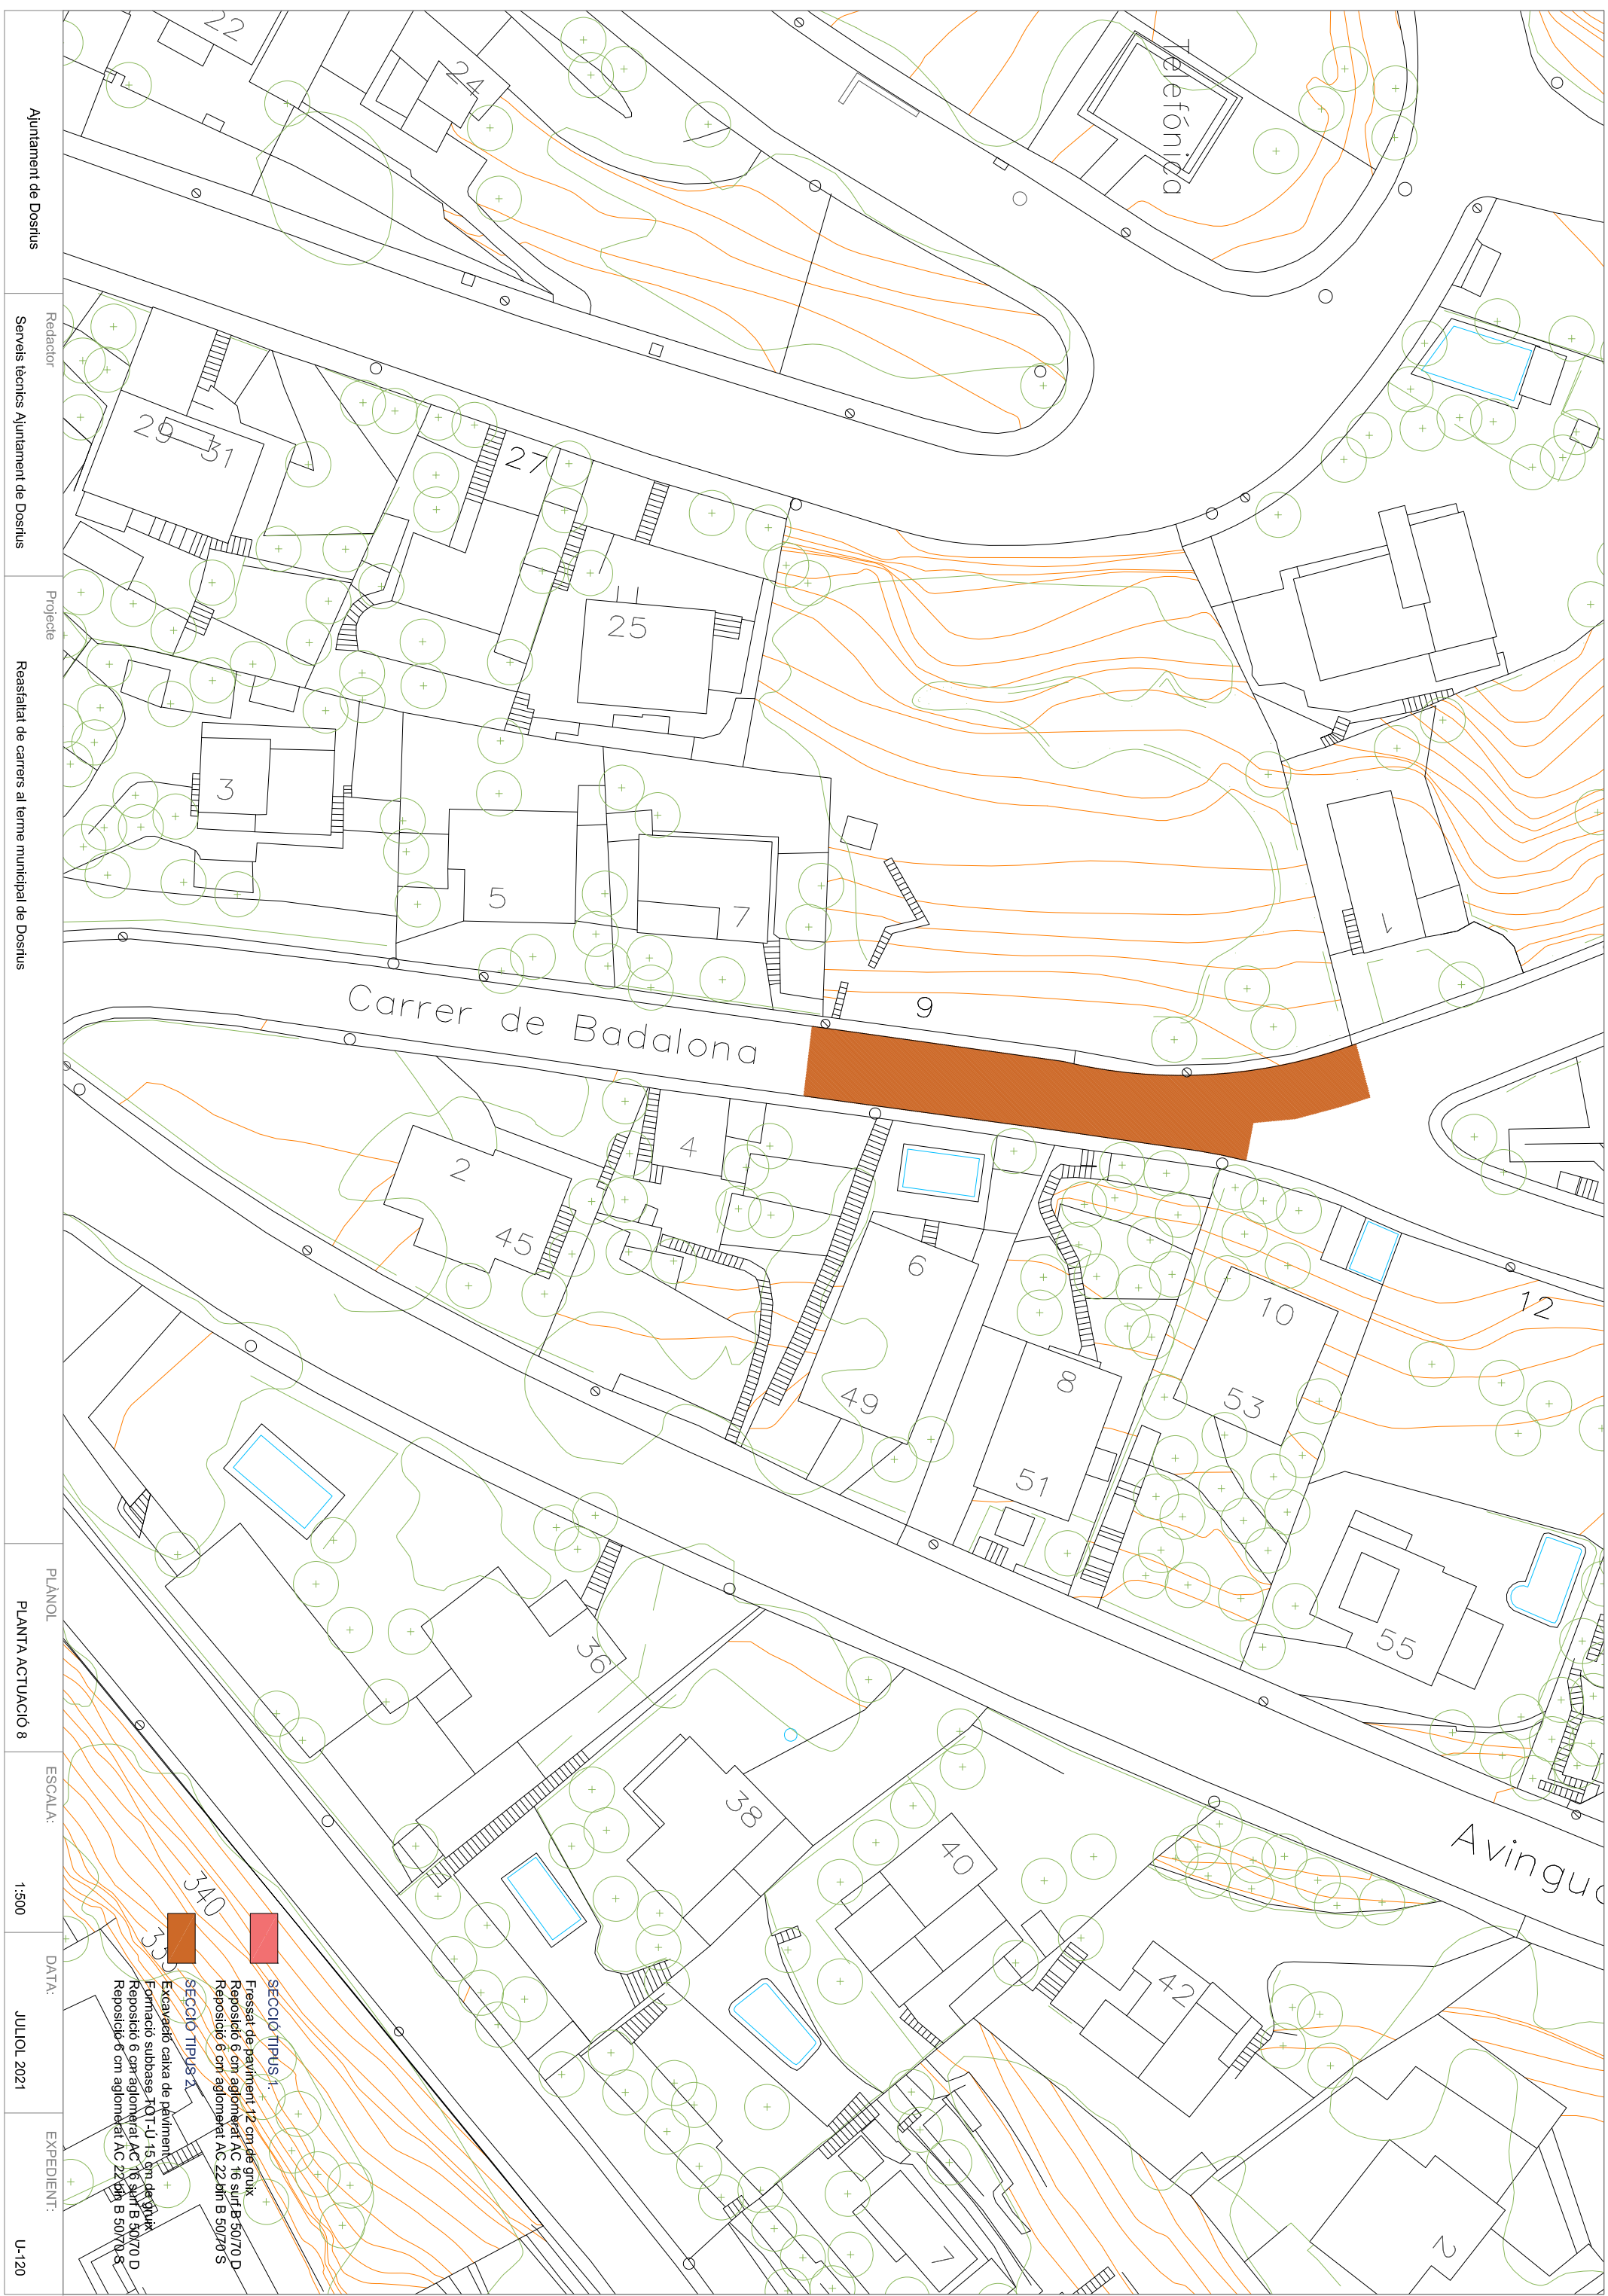 22
24
Telefónica
29
31
27
25
3
5
7
9
1
Carrer de Badalona
2
45
4
6
49
8
51
10
53
12
55
36
38
40
42
Avingud
2
7
340
SECCIÓ TIPUS 1:
Fressat de paviment 12 cm de gruix
Reposició 6 cm aglomerat AC 16 surf B 50/70 D
Reposició 6 cm aglomerat AC 22 bin B 50/70 S
SECCIÓ TIPUS 2:
Excavació caixa de paviment
Formació subbase TOT-Ú 15 cm de gruix
Reposició 6 cm aglomerat AC 16 surf B 50/70 D
Reposició 6 cm aglomerat AC 22 bin B 50/70 S
Ajuntament de Dosrius
Redactor
Serveis tècnics Ajuntament de Dosrius
Projecte
Reasfaltat de carrers al terme municipal de Dosrius
PLÀNOL
PLANTA ACTUACIÓ 8
ESCALA:
1:500
DATA:
JULIOL 2021
EXPEDIENT:
U-120